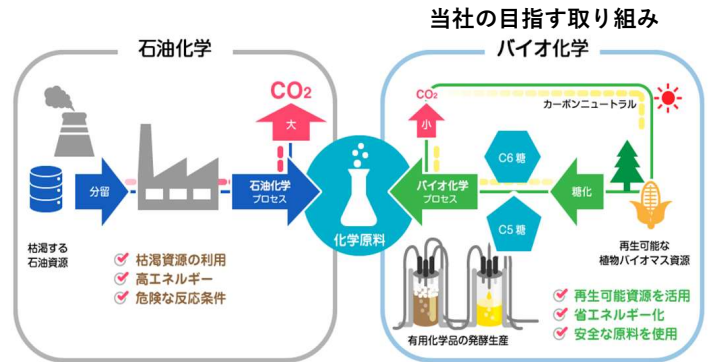 当社の目指す取り組み
石油化学
バイオ化学
CO₂
大
CO₂
小
カーボンニュートラル
C6 糖
分留
石油化学
プロセス
化学原料
バイオ化学
プロセス
糖化
C5 糖
枯渇する
石油資源
再生可能な
植物バイオマス資源
枯渇資源の利用
高エネルギー
危険な反応条件
有用化学品の発酵生産
再生可能資源を活用
省エネルギー化
安全な原料を使用